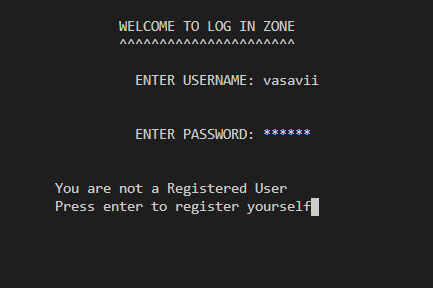 WELCOME TO LOG IN ZONE
^^^^^^^^^^^^^^^^^^^^^^
ENTER USERNAME: vasavii
ENTER PASSWORD: ******
You are not a Registered User
Press enter to register yourself